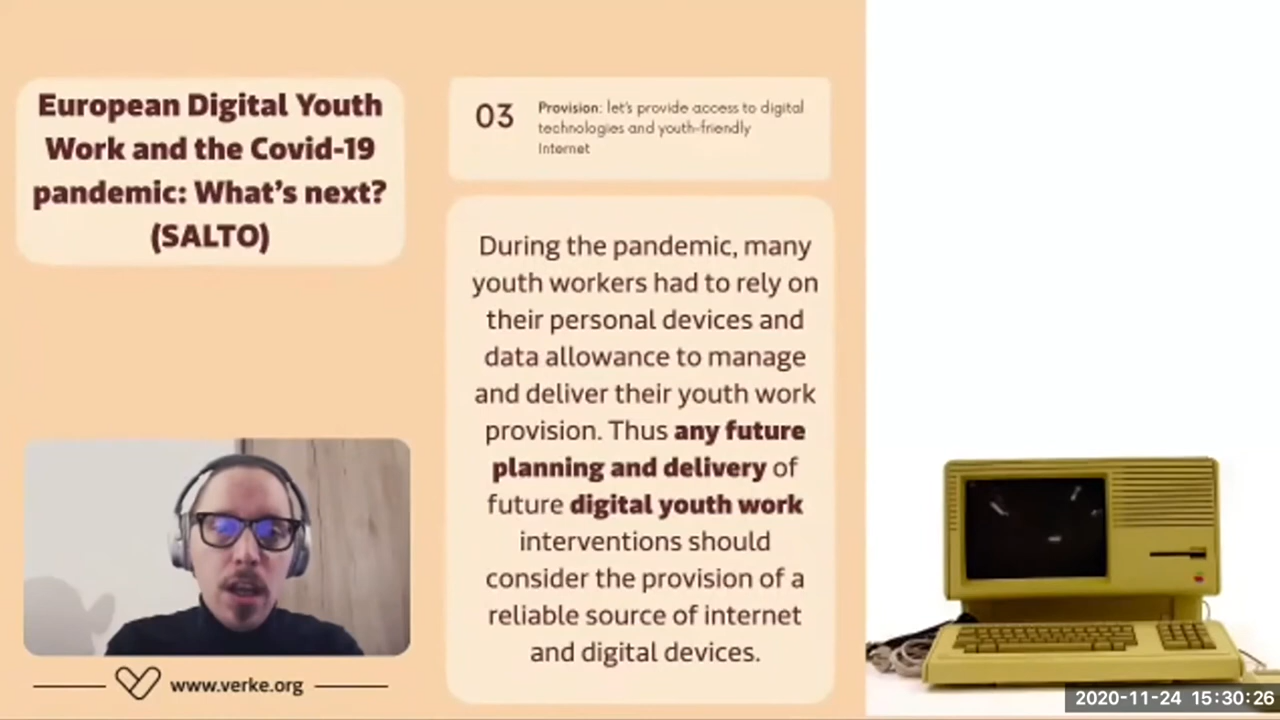 European Digital Youth
Work and the Covid-19
pandemic: What's next?
(SALTO)
03
Provision: let's provide access to digital
technologies and youth-friendly
Internet
During the pandemic, many
youth workers had to rely on
their personal devices and
data allowance to manage
and deliver their youth work
provision. Thus any future
planning and delivery of
future digital youth work
interventions should
consider the provision of a
reliable source of internet
and digital devices.
www.verke.org
2020-11-24 15:30:26